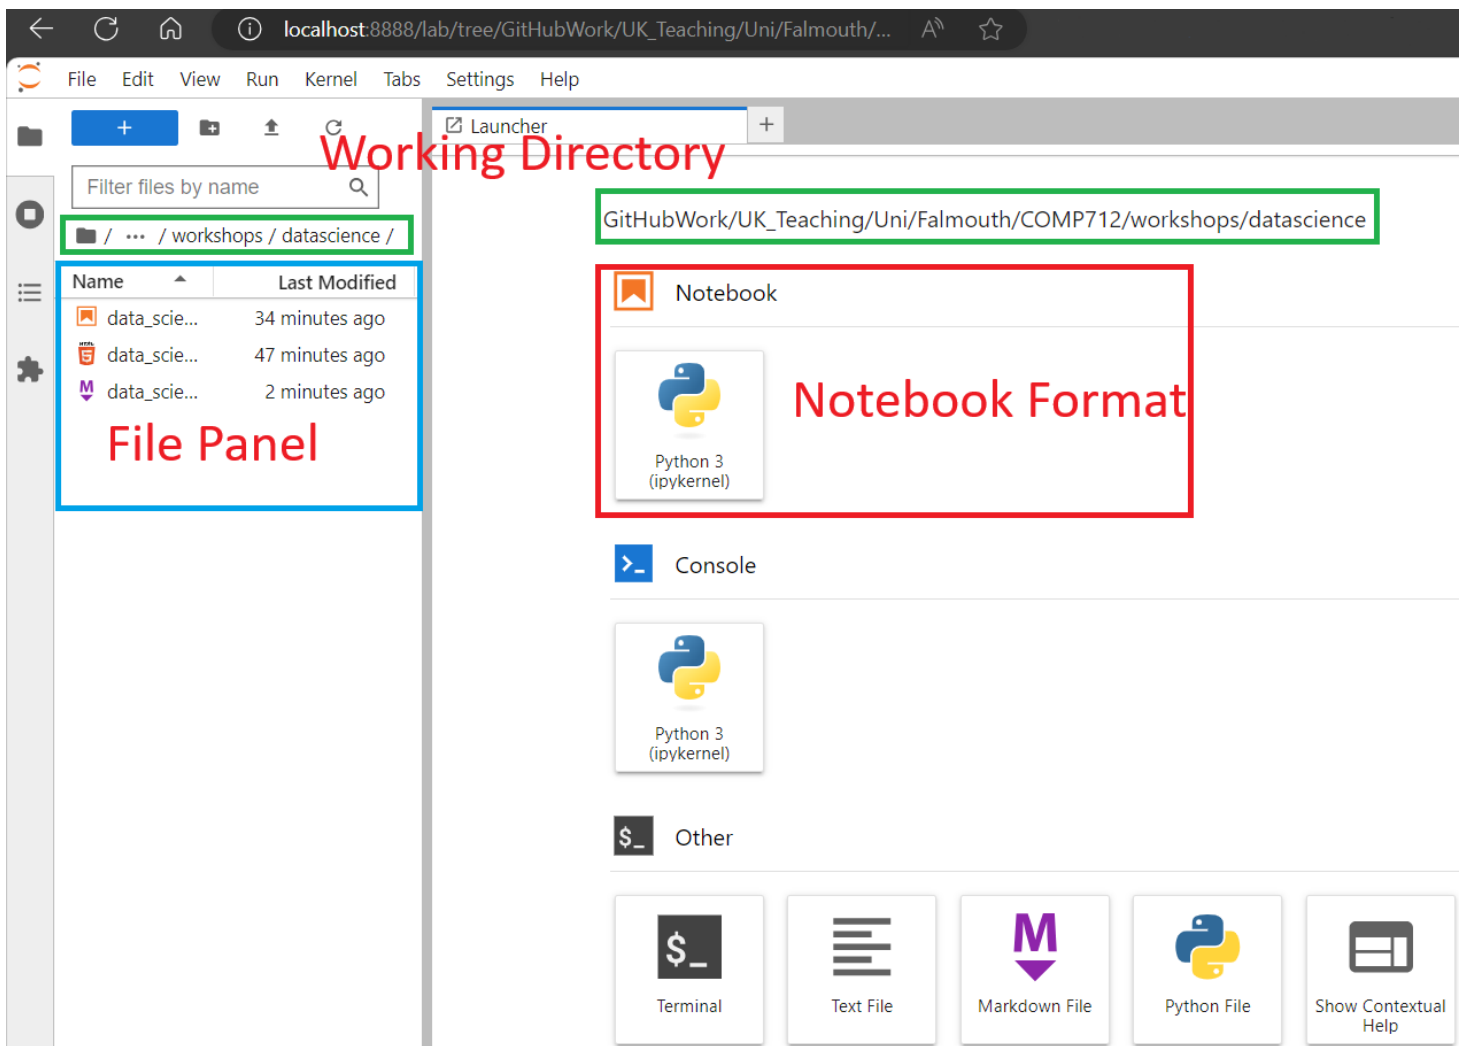 localhost:8888/lab/tree/GitHubWork/UK_Teaching/Uni/Falmouth/...
File Edit View Run Kernel Tabs Settings Help
+
Launcher
+
Working Directory
Filter files by name
GitHubWork/UK_Teaching/Uni/Falmouth/COMP712/workshops/datascience
/ ··· / workshops / datascience /
Name Last Modified
data_scie... 34 minutes ago
data_scie... 47 minutes ago
data_scie... 2 minutes ago
File Panel
Notebook
Notebook Format
Python 3
(ipykernel)
Console
Python 3
(ipykernel)
$_ Other
$_
M
Terminal
Text File
Markdown File
Python File
Show Contextual
Help